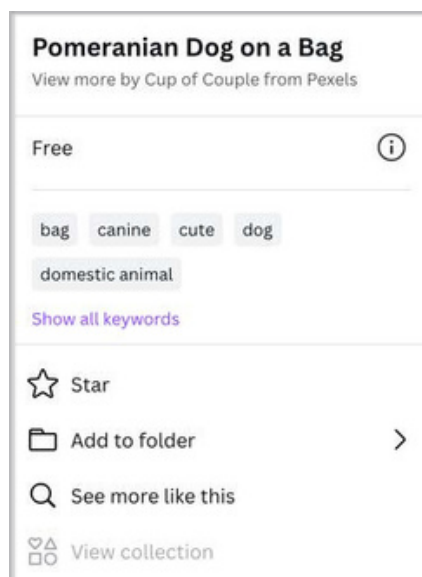 Pomeranian Dog on a Bag
View more by Cup of Couple from Pexels
Free
bag canine cute dog
domestic animal
Show all keywords
Star
Add to folder
See more like this
View collection